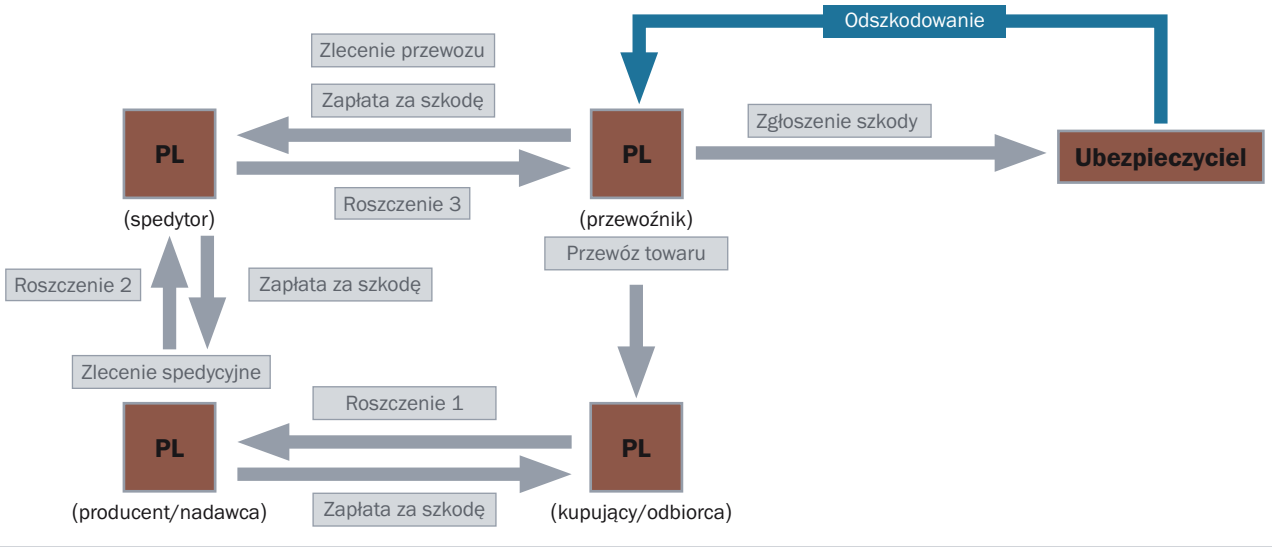 Odszkodowanie
Zlecenie przewozu
Zapłata za szkodę
Zgłoszenie szkody
PL
PL
Ubezpieczyciel
Roszczenie 3
(spedytor)
(przewoźnik)
Przewóz towaru
Roszczenie 2
Zapłata za szkodę
Zlecenie spedycyjne
Roszczenie 1
PL
PL
Zapłata za szkodę
(producent/nadawca)
(kupujący/odbiorca)